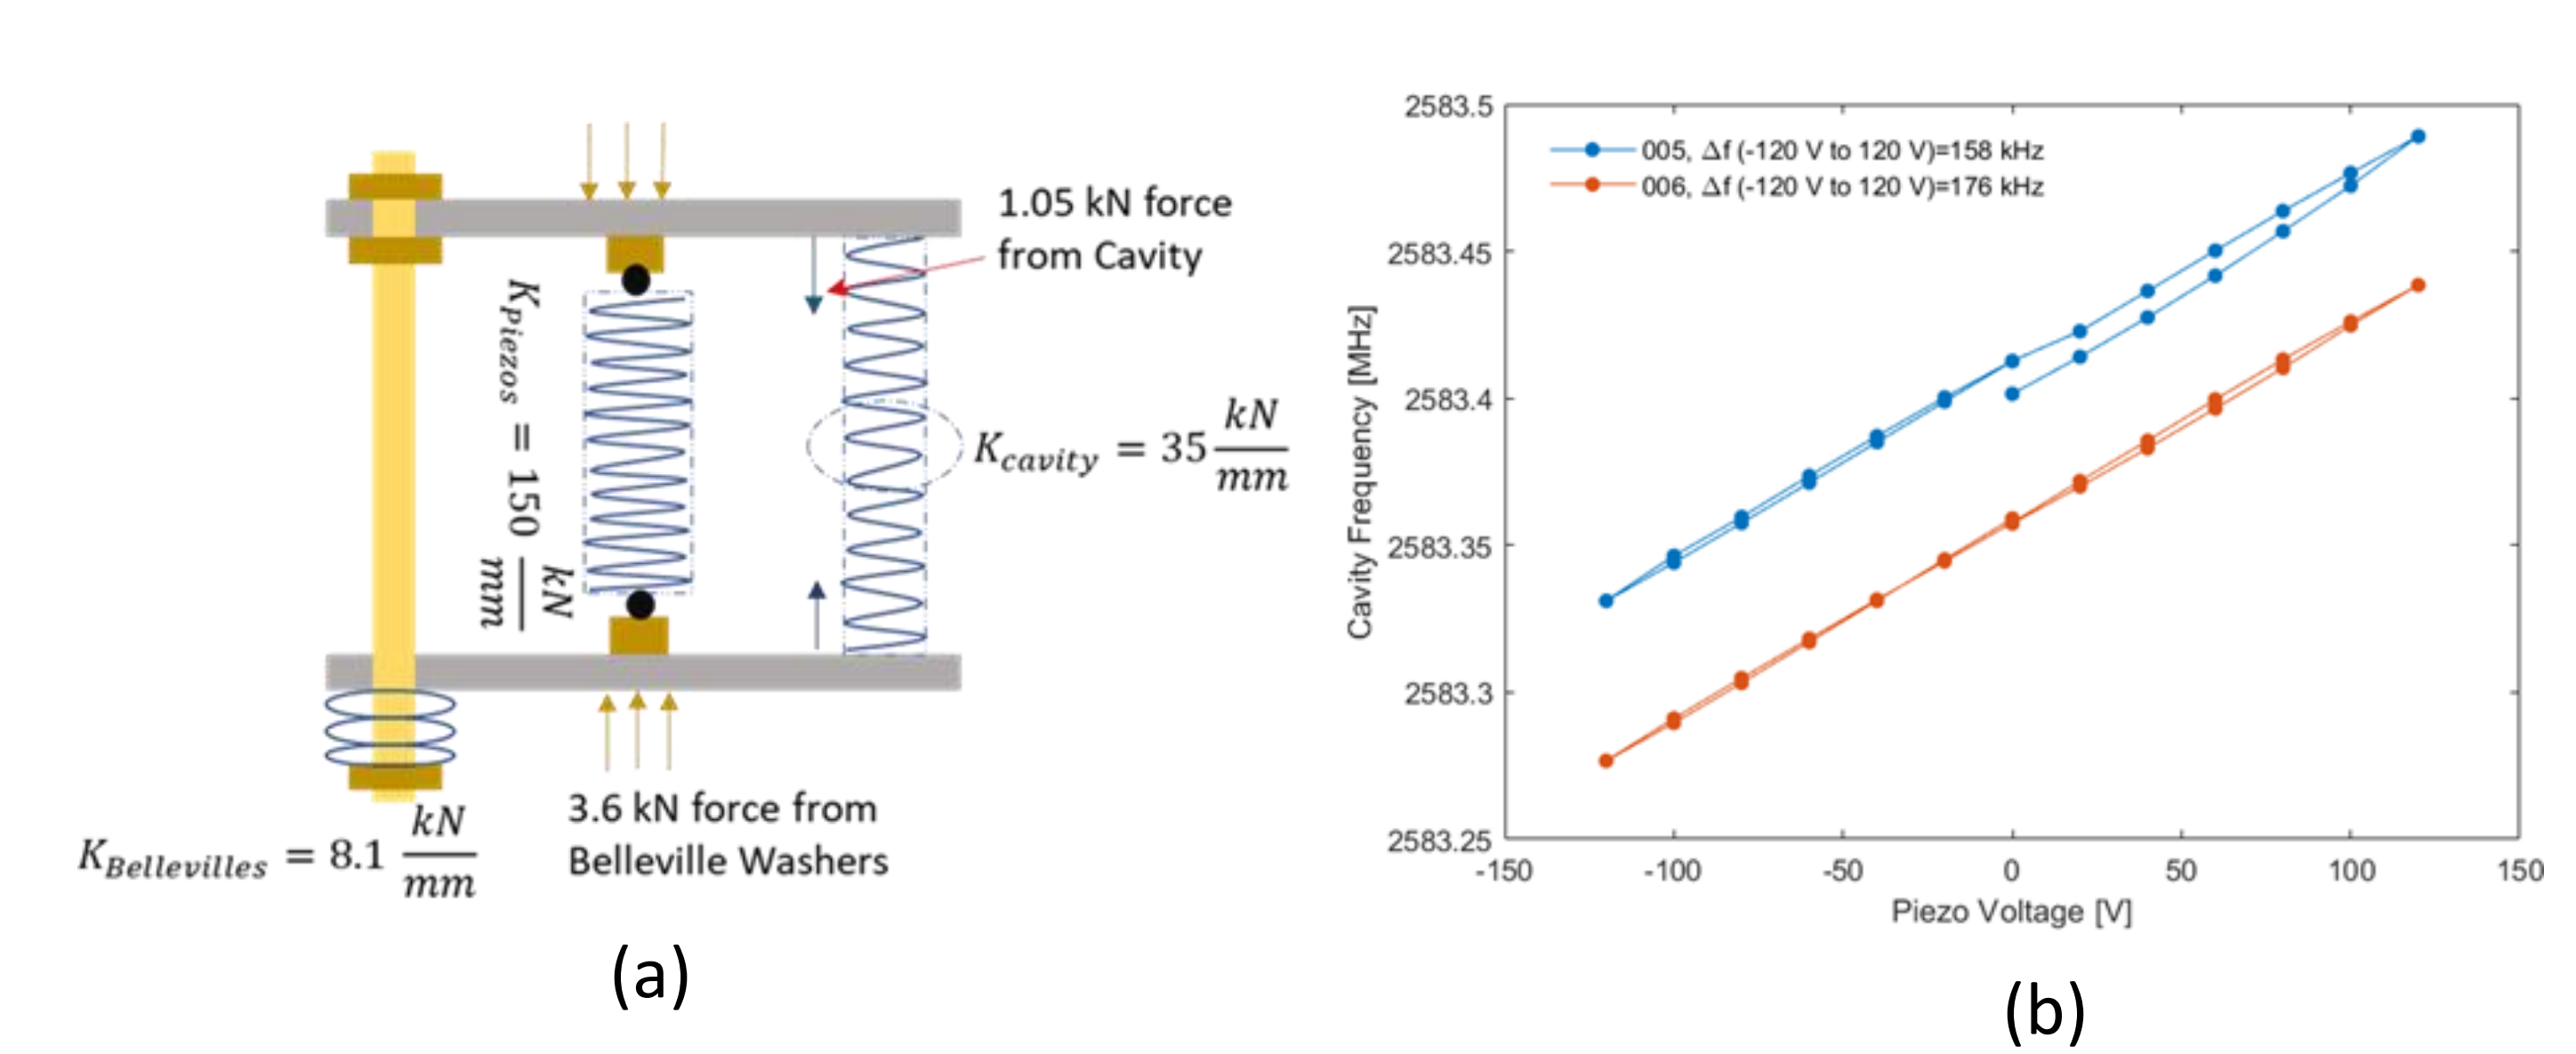 1.05 kN force
from Cavity
K_Piezos = 150 kN/mm
K_cavity = 35 kN/mm
3.6 kN force from
Belleville Washers
K_Bellevilles = 8.1 kN/mm
(a)
2583.5
2583.45
2583.4
2583.35
2583.3
2583.25
Cavity Frequency [MHz]
005, Δf (-120 V to 120 V)=158 kHz
006, Δf (-120 V to 120 V)=176 kHz
-150 -100 -50 0 50 100 150
Piezo Voltage [V]
(b)